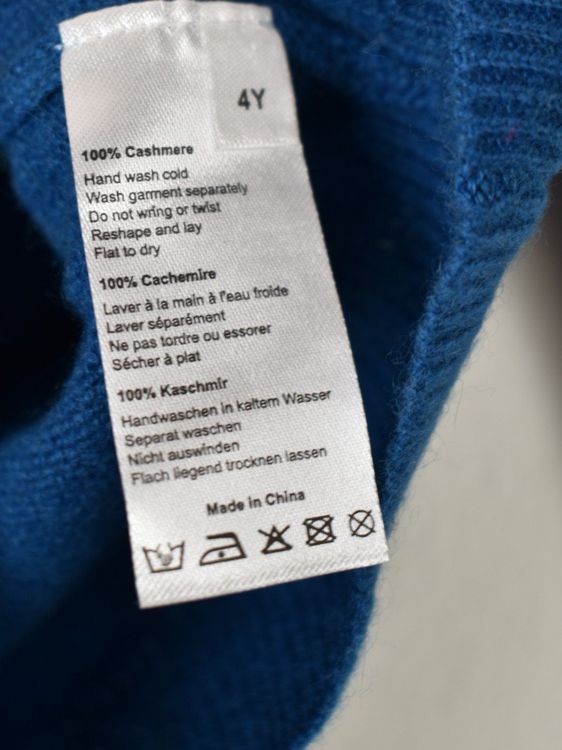 4Y
100% Cashmere
Hand wash cold
Wash garment separately
Do not wring or twist
Reshape and lay
Flat to dry
100% Cachemire
Laver à la main à l'eau froide
Laver séparément
Ne pas tordre ou essorer
Sécher à plat
100% Kaschmir
Handwaschen in kaltem Wasser
Separat waschen
Nicht auswinden
Flach liegend trocknen lassen
Made in China